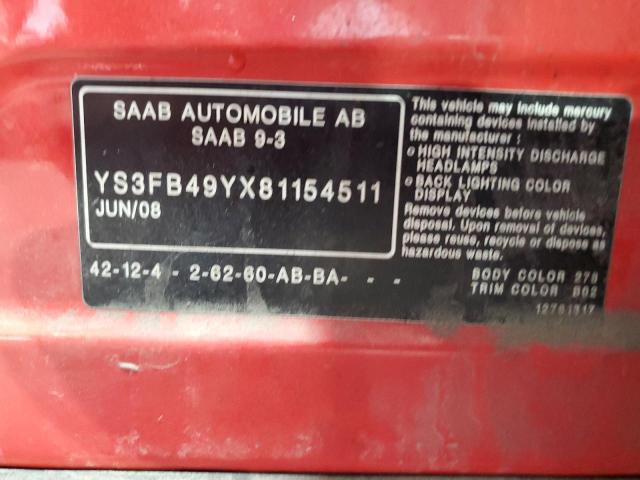 SAAB AUTOMOBILE AB
SAAB 9-3
YS3FB49YX81154511
JUN/08
42-12-4 - 2-62-60-AB-BA- - -
This vehicle may include mercury
containing devices installed by
the manufacturer :
HIGH INTENSITY DISCHARGE
HEADLAMPS
BACK LIGHTING COLOR
DISPLAY
Remove devices before vehicle
disposal. Upon removal of devices,
please reuse, recycle or dispose as
hazardous waste.
BODY COLOR 278
TRIM COLOR B02
12761317